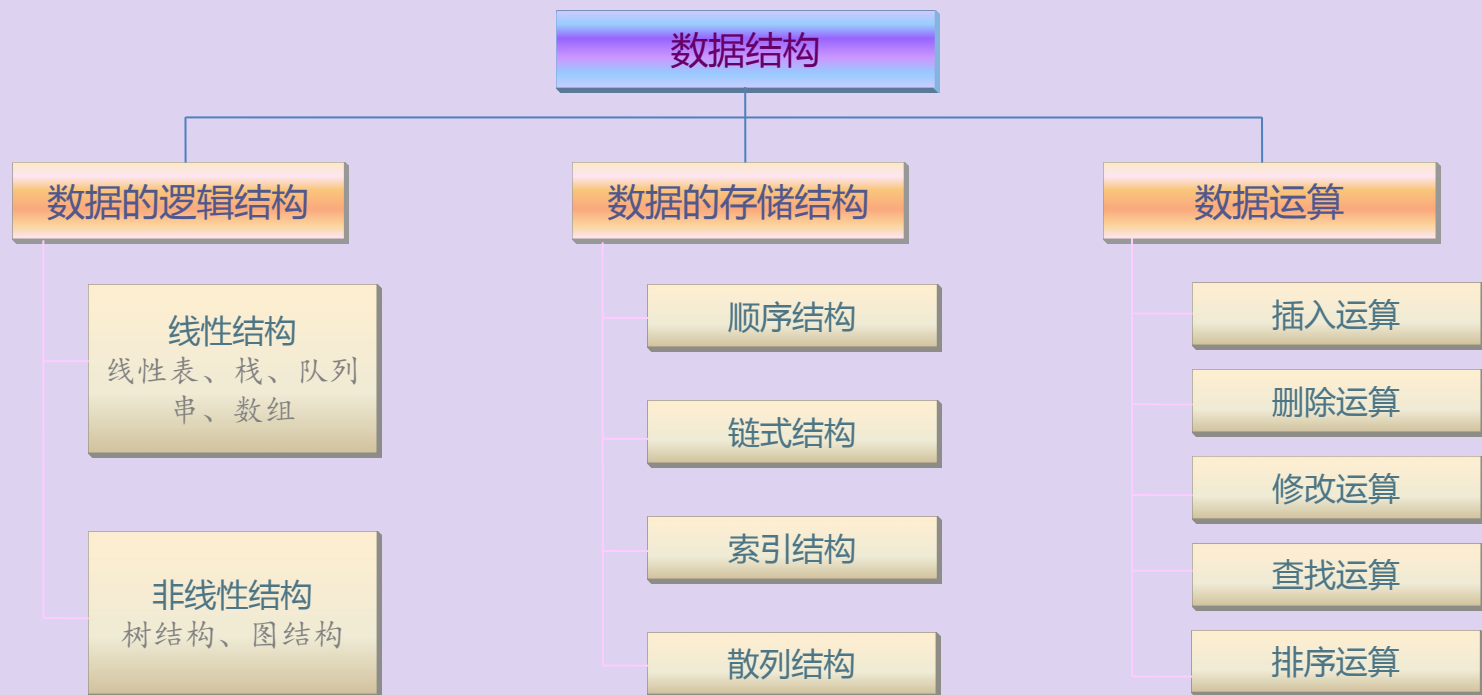 数据结构
数据的逻辑结构
线性结构
线性表、栈、队列
串、数组
非线性结构
树结构、图结构
数据的存储结构
顺序结构
链式结构
索引结构
散列结构
数据运算
插入运算
删除运算
修改运算
查找运算
排序运算